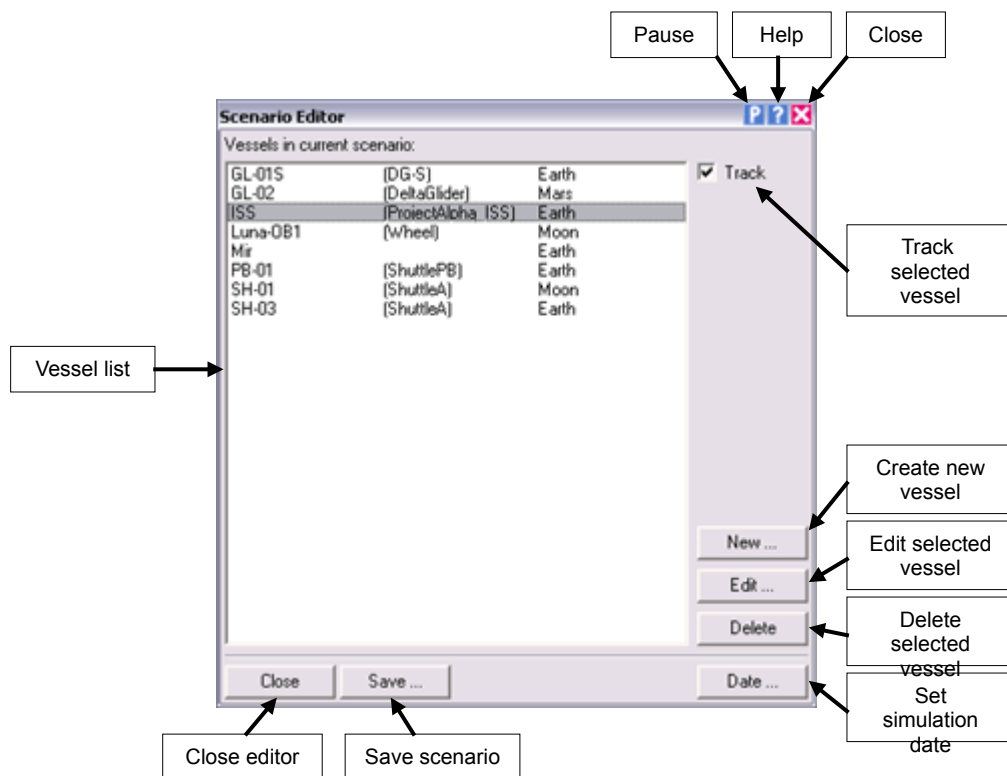 Pause
Help
Close
Scenario Editor
P ?
Vessels in current scenario:
GL-01S (DG-S) Earth
GL-02 (DeltaGlider) Mars
ISS (ProjectAlpha_ISS) Earth
Luna-OB1 (Wheel) Moon
Mir Earth
PB-01 (ShuttlePB) Earth
SH-01 (ShuttleA) Moon
SH-03 (ShuttleA) Earth
Track
Track
selected
vessel
Vessel list
Create new
vessel
New ...
Edit selected
vessel
Edit ...
Delete
Delete
selected
vessel
Close
Save ...
Date ...
Set
simulation
date
Close editor
Save scenario